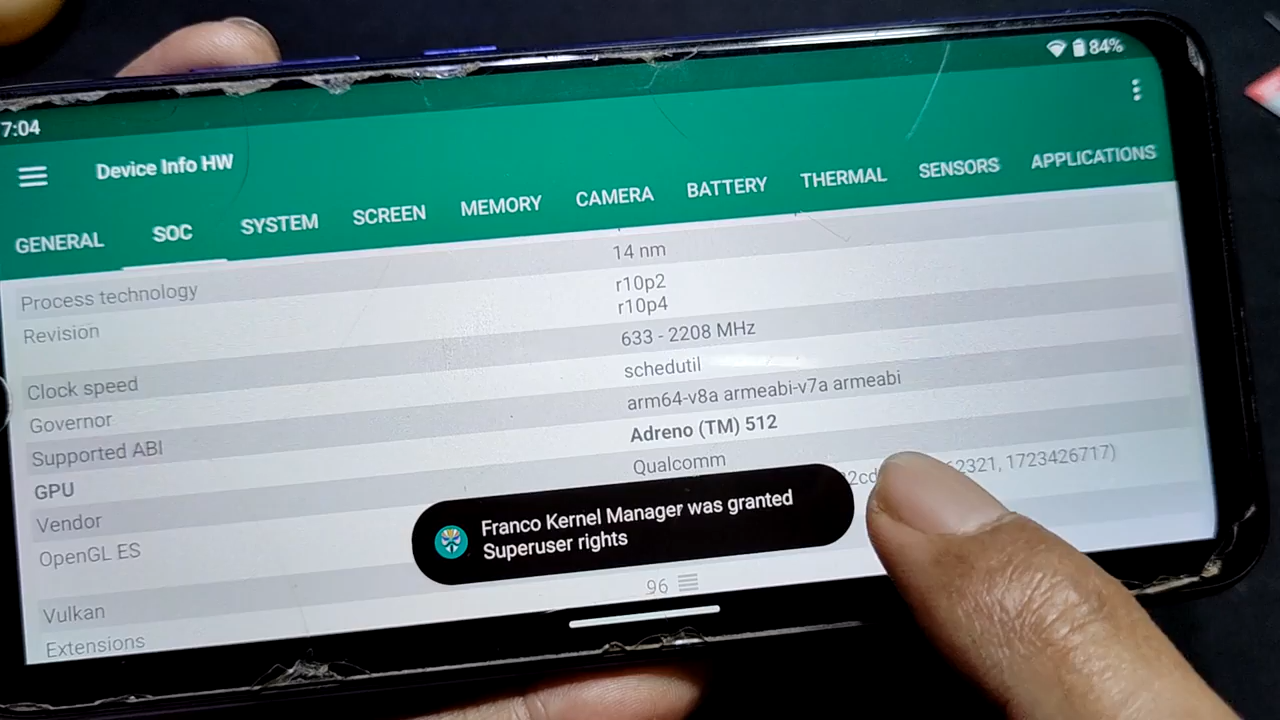 7:04
84%
Device Info HW
GENERAL SOC SYSTEM SCREEN MEMORY CAMERA BATTERY THERMAL SENSORS APPLICATIONS
Process technology 14 nm
Revision r10p2
r10p4
Clock speed 633 - 2208 MHz
Governor schedutil
Supported ABI arm64-v8a armeabi-v7a armeabi
GPU Adreno (TM) 512
Vendor Qualcomm
OpenGL ES 2321, 1723426717)
Franco Kernel Manager was granted
Superuser rights
Vulkan
Extensions 96